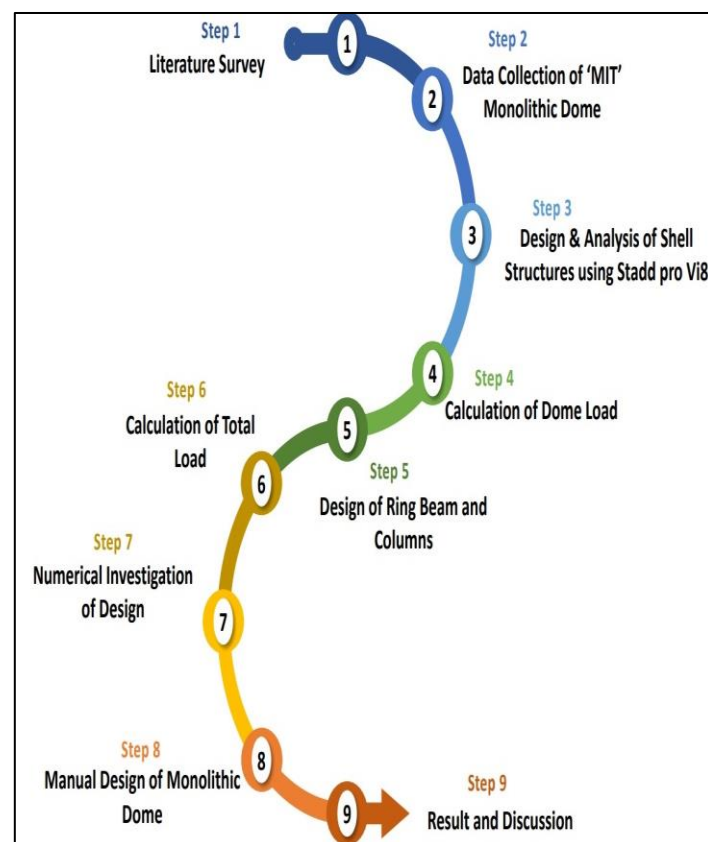 Step 1
Literature Survey
1
Step 2
Data Collection of ‘MIT’
Monolithic Dome
2
Step 3
Design & Analysis of Shell
Structures using Stadd pro Vi8
3
Step 4
Calculation of Dome Load
4
Step 5
Design of Ring Beam and
Columns
5
Step 6
Calculation of Total
Load
6
Step 7
Numerical Investigation
of Design
7
Step 8
Manual Design of Monolithic
Dome
8
Step 9
Result and Discussion
9